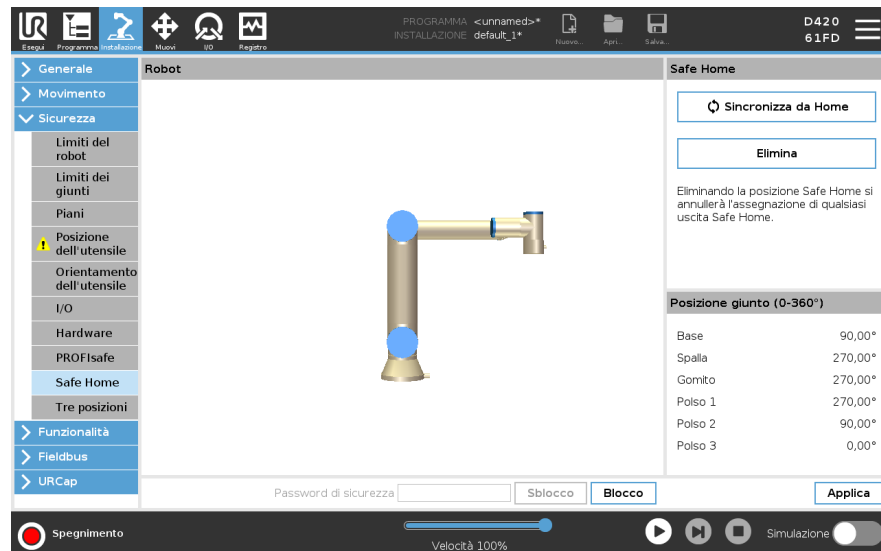 PROGRAMMA <unnamed>*
INSTALLAZIONE default_1*
Nuovo...
Apri...
Salva...
D420
61FD
Esegui
Programma
Installazione
Muovi
I/O
Registro
Generale
Movimento
Sicurezza
Limiti del
robot
Limiti dei
giunti
Piani
Posizione
dell'utensile
Orientamento
dell'utensile
I/O
Hardware
PROFIsafe
Safe Home
Tre posizioni
Funzionalità
Fieldbus
URCap
Robot
Safe Home
Sincronizza da Home
Elimina
Eliminando la posizione Safe Home si
annullerà l'assegnazione di qualsiasi
uscita Safe Home.
Posizione giunto (0-360°)
Base 90,00°
Spalla 270,00°
Gomito 270,00°
Polso 1 270,00°
Polso 2 90,00°
Polso 3 0,00°
Password di sicurezza
Sblocco
Blocco
Applica
Spegnimento
Velocità 100%
Simulazione